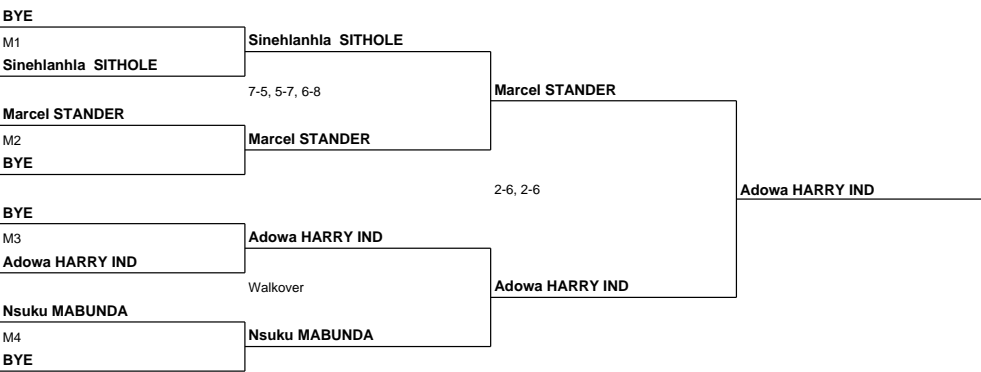 BYE
M1
Sinehlanhla  SITHOLE
Sinehlanhla  SITHOLE
7-5, 5-7, 6-8
Marcel STANDER
Marcel STANDER
M2
Marcel STANDER
BYE
2-6, 2-6
Adowa HARRY IND
BYE
M3
Adowa HARRY IND
Adowa HARRY IND
Walkover
Adowa HARRY IND
Nsuku MABUNDA
M4
Nsuku MABUNDA
BYE